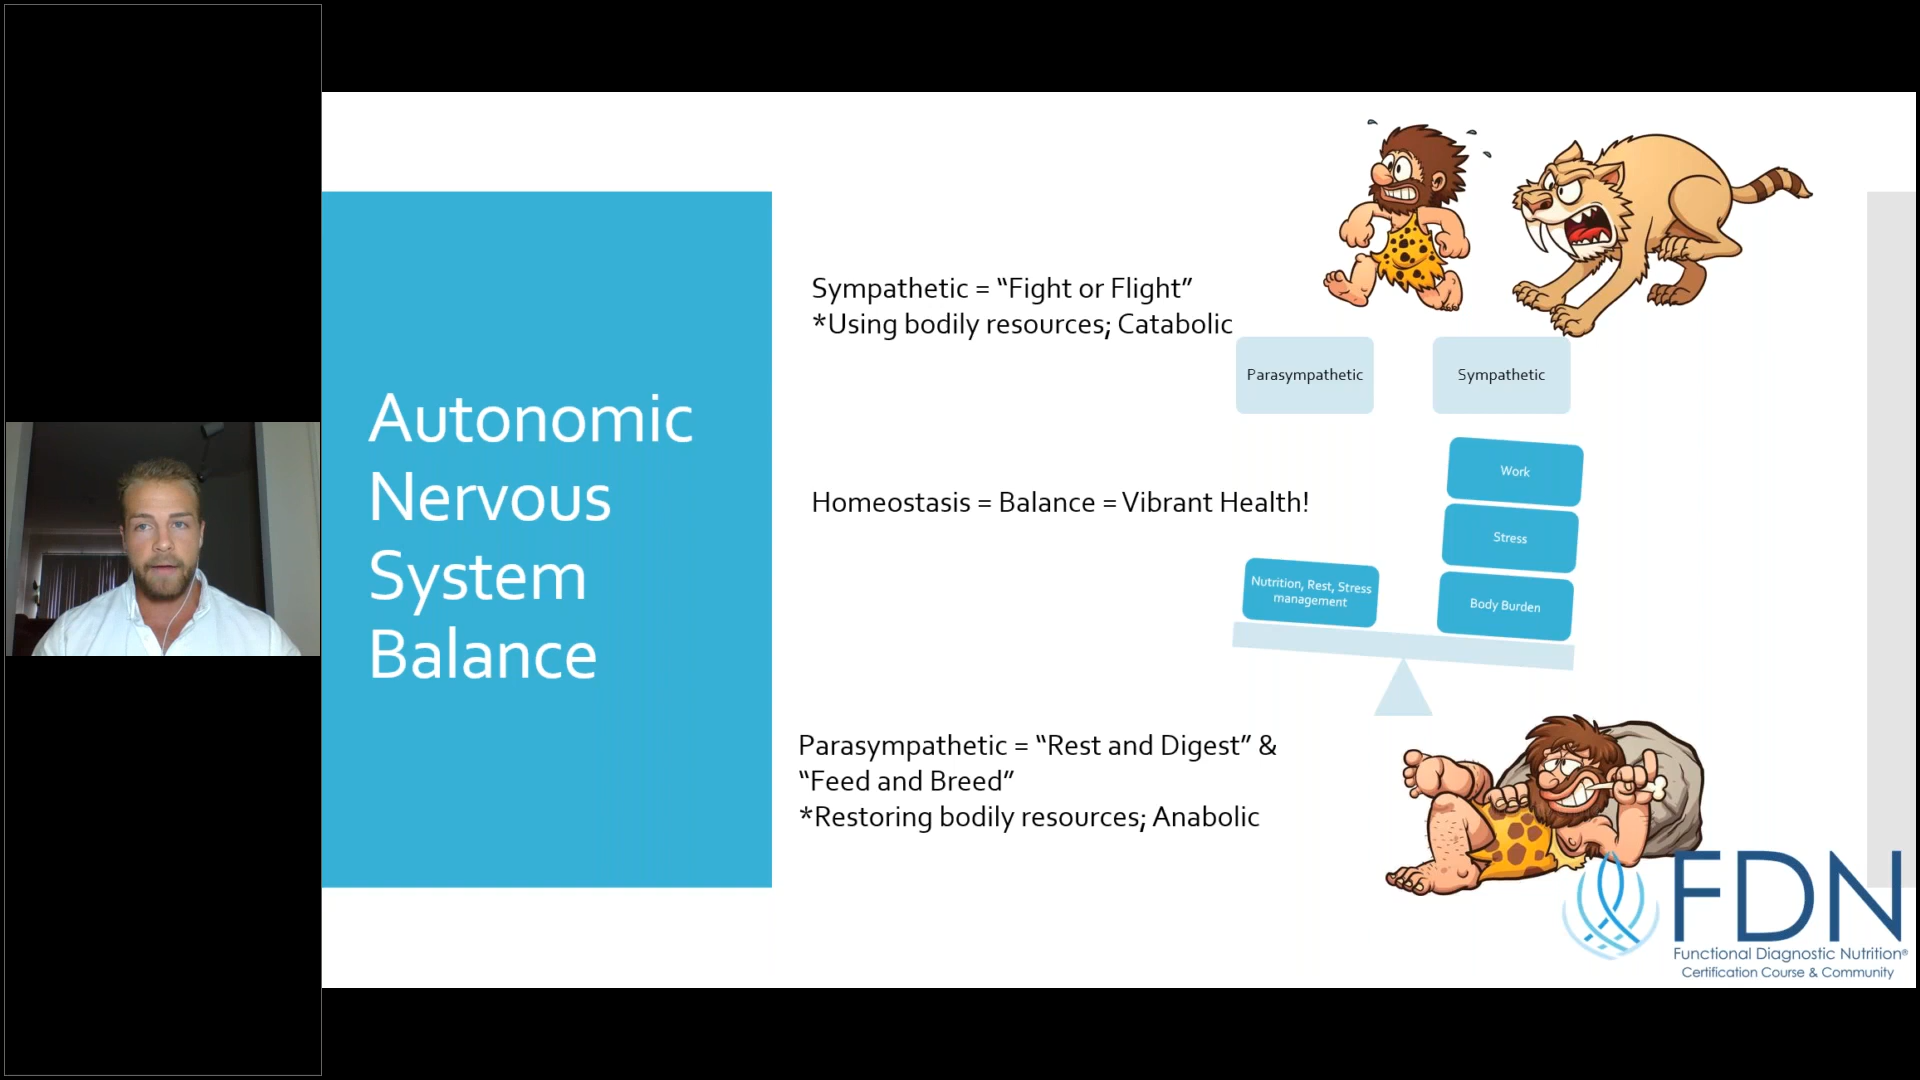 Autonomic
Nervous
System
Balance
Sympathetic = “Fight or Flight”
*Using bodily resources; Catabolic
Homeostasis = Balance = Vibrant Health!
Parasympathetic = “Rest and Digest” &
“Feed and Breed”
*Restoring bodily resources; Anabolic
Parasympathetic
Sympathetic
Work
Stress
Body Burden
Nutrition, Rest, Stress
management
FDN
Functional Diagnostic Nutrition®
Certification Course & Community